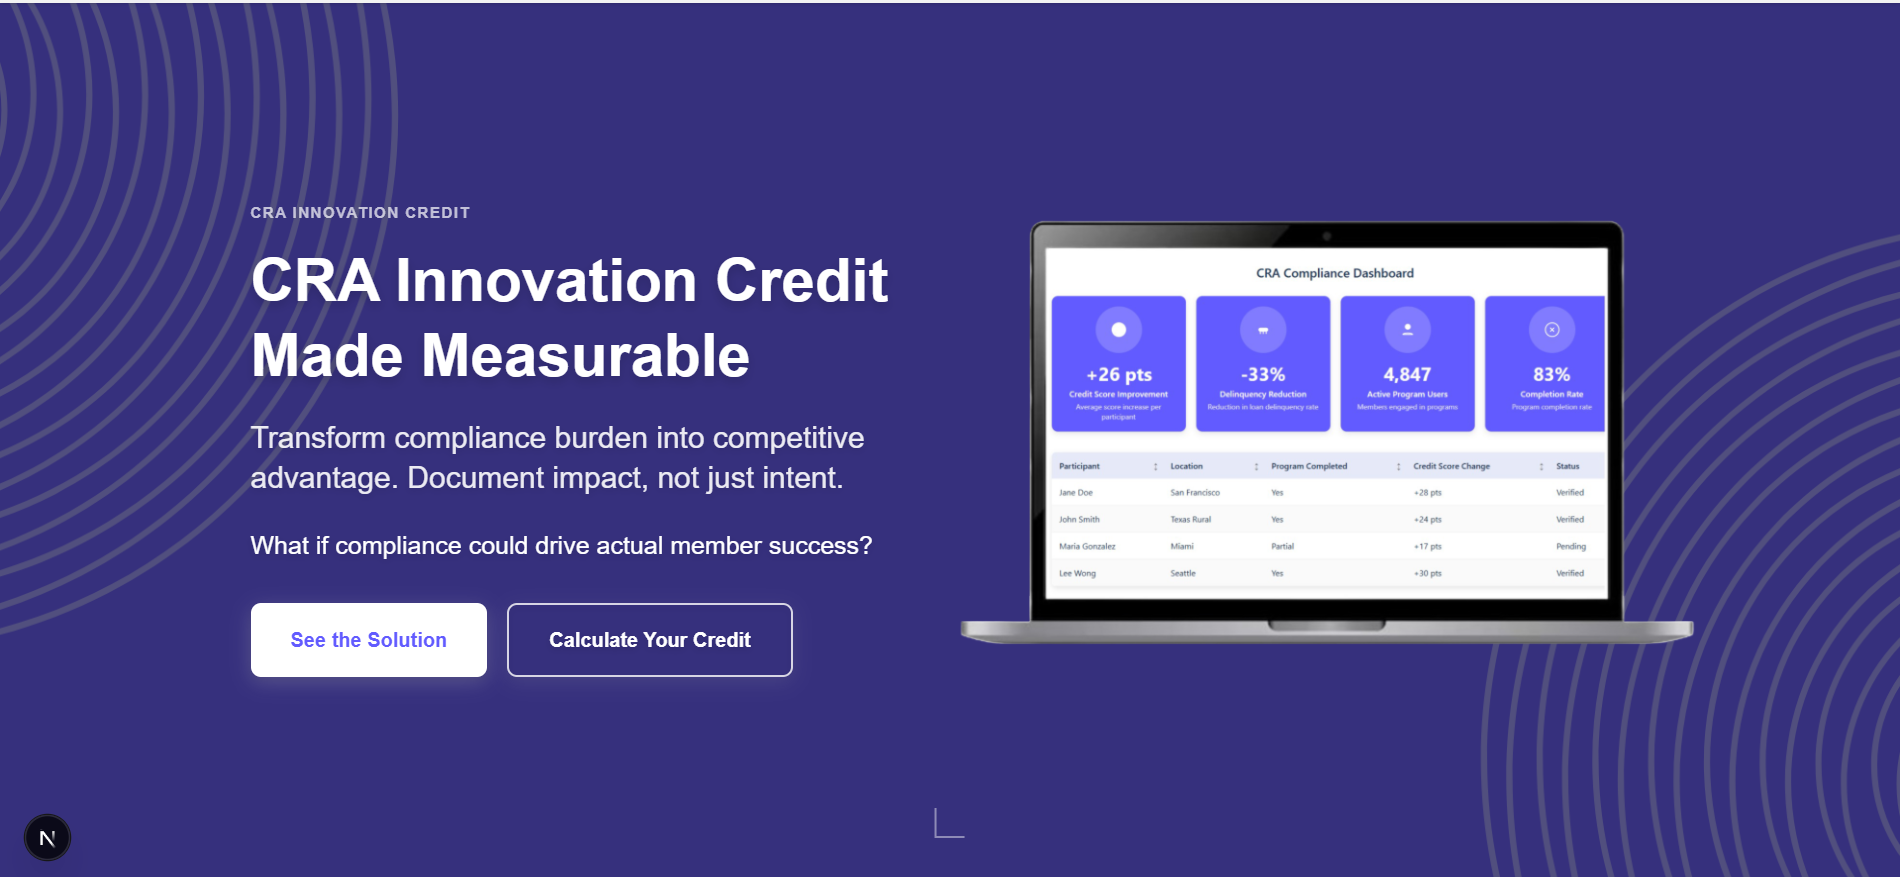 CRA INNOVATION CREDIT
CRA Innovation Credit
Made Measurable
Transform compliance burden into competitive
advantage. Document impact, not just intent.
What if compliance could drive actual member success?
See the Solution
Calculate Your Credit
CRA Compliance Dashboard
+26 pts
Credit Score Improvement
Average score increase per
participant
-33%
Delinquency Reduction
Reduction in loan delinquency rate
4,847
Active Program Users
Members engaged in programs
83%
Completion Rate
Program completion rate
Participant Location Program Completed Credit Score Change Status
Jane Doe San Francisco Yes +28 pts Verified
John Smith Texas Rural Yes +24 pts Verified
Maria Gonzalez Miami Partial +17 pts Pending
Lee Wong Seattle Yes +30 pts Verified
N